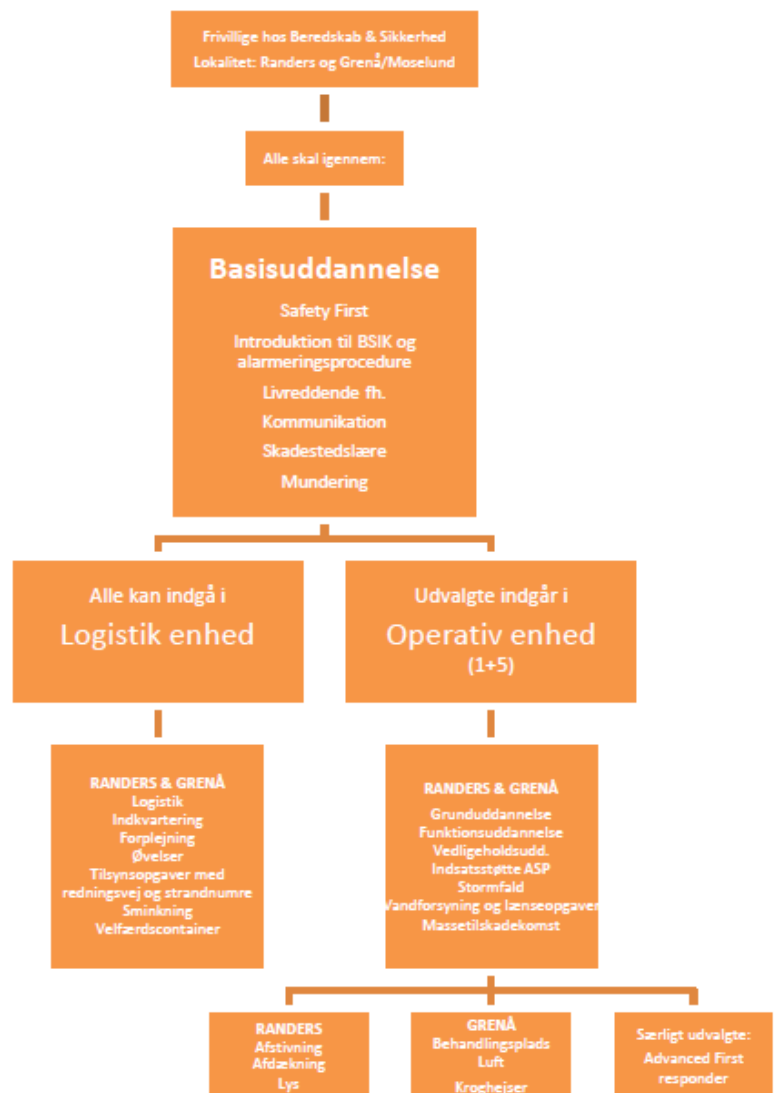 Frivillige hos Beredskab & Sikkerhed
Lokalitet: Randers og Grenå/Moselund
Alle skal igennem:
Basisuddannelse
Safety First
Introduktion til BSIK og
alarmeringsprocedure
Livreddende fh.
Kommunikation
Skadestedslære
Mundering
Alle kan indgå i
Logistik enhed
Udvalgte indgår i
Operativ enhed
(1+5)
RANDERS & GRENÅ
Logistik
Indkvartering
Forplejning
Øvelser
Tilsynsopgaver med
redningsvej og strandnumre
Sminkning
Velfærdscontainer
RANDERS & GRENÅ
Grunduddannelse
Funktionsuddannelse
Vedligeholdsudd.
Indsatsstøtte ASP
Stormfald
Vandforsyning og lænseopgaver
Massetilskadekomst
RANDERS
Afstivning
Afdækning
Lys
GRENÅ
Behandlingsplads
Luft
Kroghejser
Særligt udvalgte:
Advanced First
responder